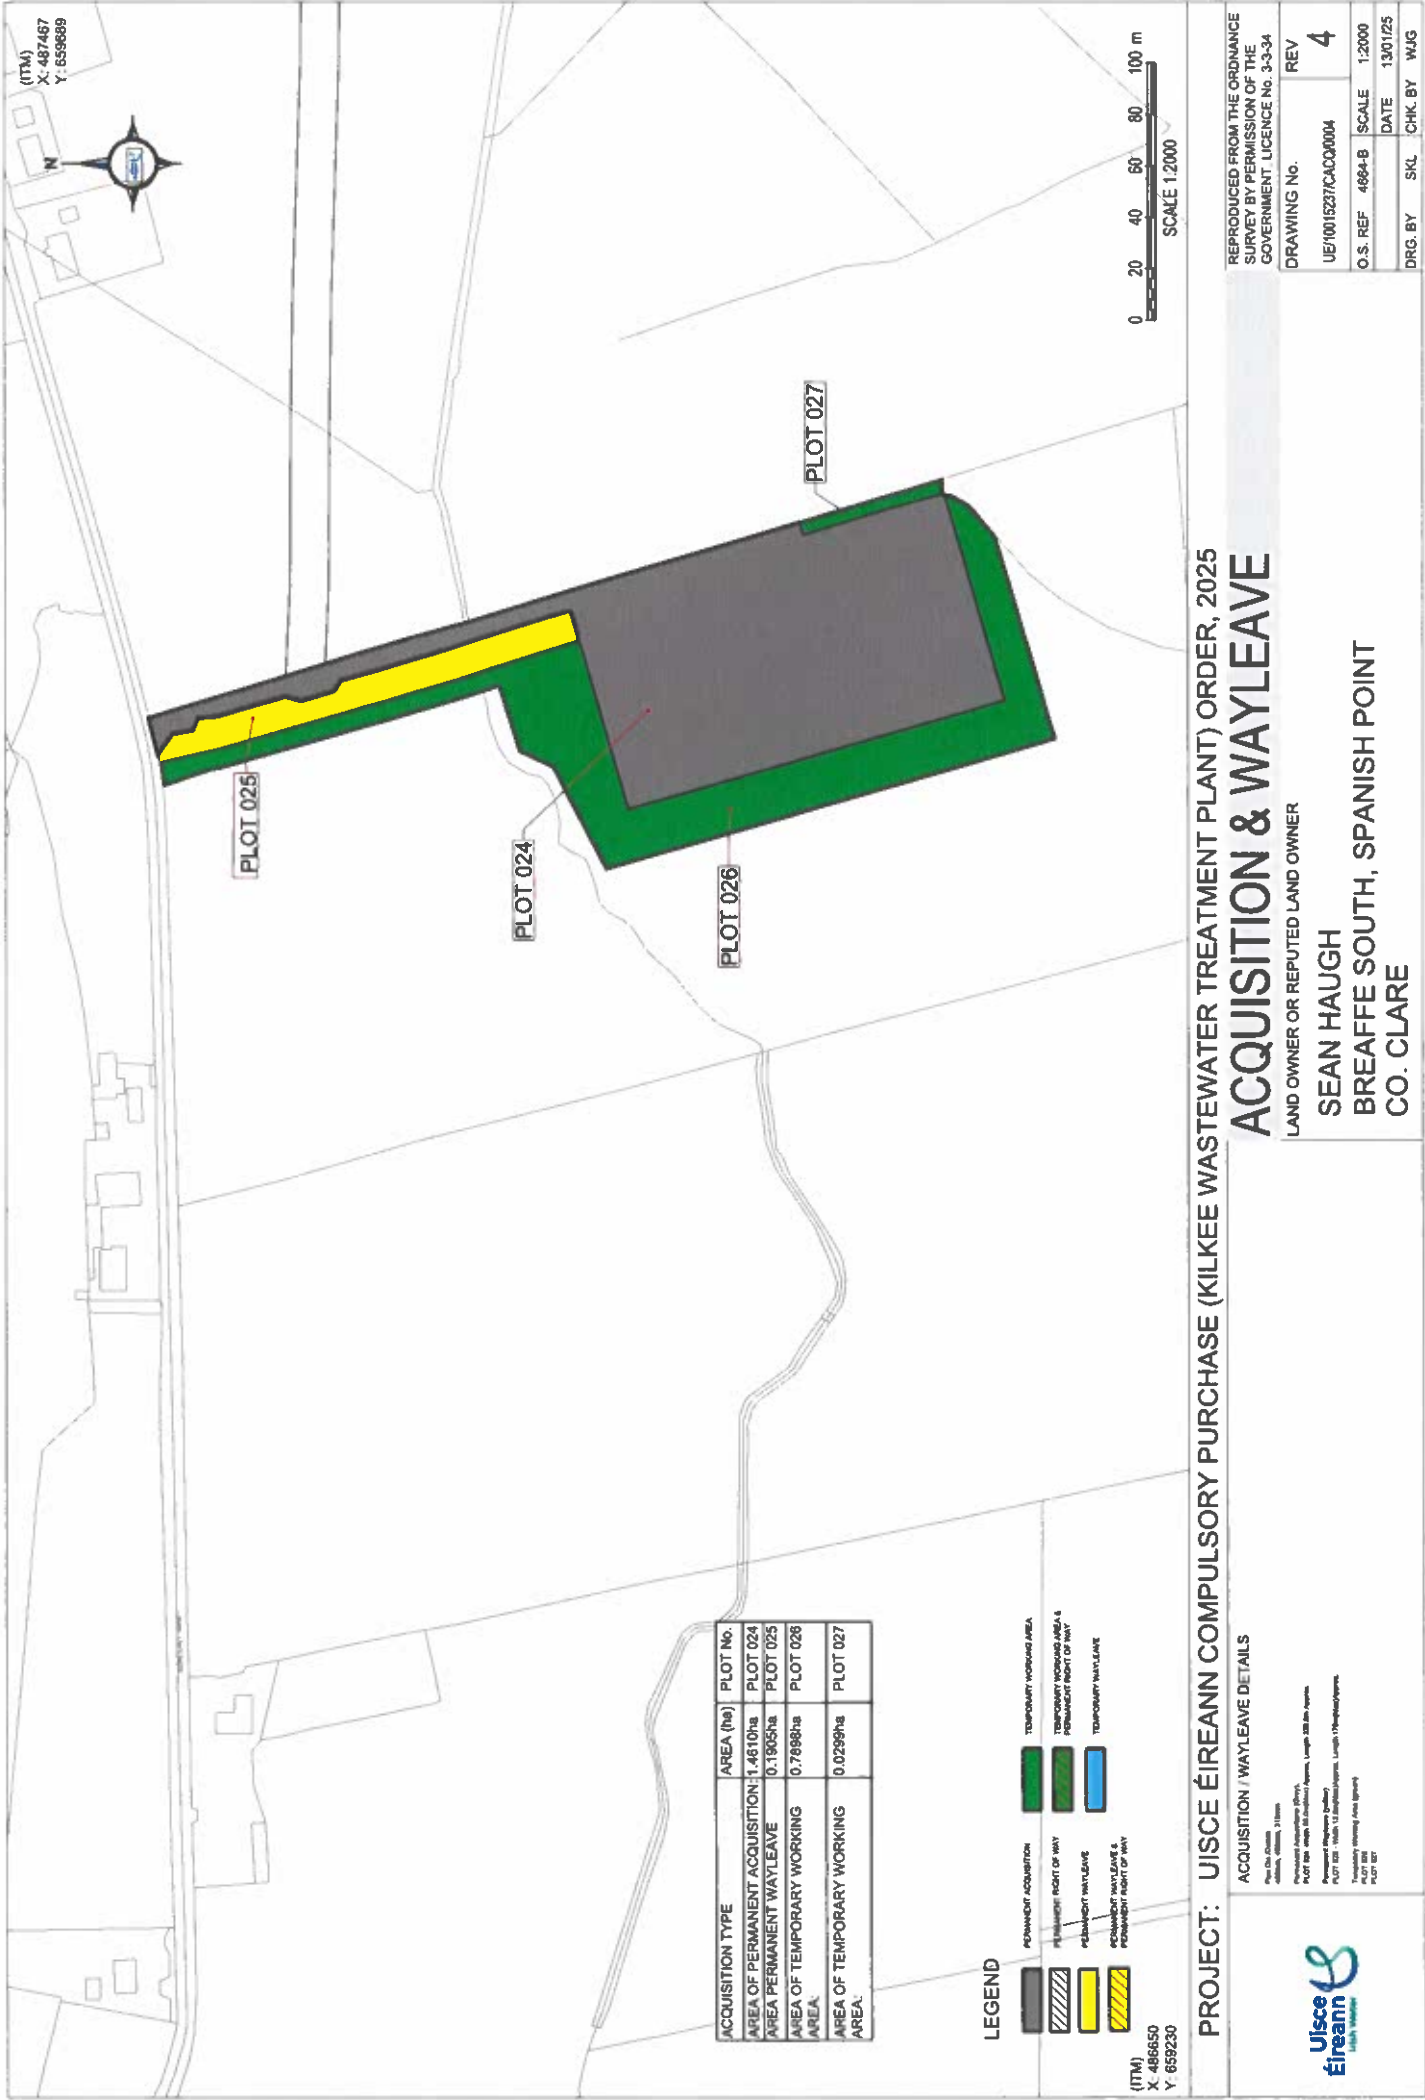 (ITM)
X: 487467
Y: 659689
N
PLOT 025
PLOT 024
PLOT 026
PLOT 027
0 20 40 60 80 100 m
SCALE 1:2000
ACQUISITION TYPE AREA (ha) PLOT No.
AREA OF PERMANENT ACQUISITION: 1.4610ha PLOT 024
AREA PERMANENT WAYLEAVE 0.1905ha PLOT 025
AREA OF TEMPORARY WORKING AREA: 0.7898ha PLOT 026
AREA OF TEMPORARY WORKING AREA: 0.0299ha PLOT 027
LEGEND
PERMANENT ACQUISITION
PERMANENT RIGHT OF WAY
PERMANENT WAYLEAVE
PERMANENT WAYLEAVE &
PERMANENT RIGHT OF WAY
TEMPORARY WORKING AREA
TEMPORARY WORKING AREA &
PERMANENT RIGHT OF WAY
TEMPORARY WAYLEAVE
(ITM)
X: 486650
Y: 659230
PROJECT: UISCE ÉIREANN COMPULSORY PURCHASE (KILKEE WASTEWATER TREATMENT PLANT) ORDER, 2025
Uisce
Éireann
Irish Water
ACQUISITION / WAYLEAVE DETAILS
ACQUISITION & WAYLEAVE
LAND OWNER OR REPUTED LAND OWNER
SEAN HAUGH
BREAFFE SOUTH, SPANISH POINT
CO. CLARE
REPRODUCED FROM THE ORDNANCE
SURVEY BY PERMISSION OF THE
GOVERNMENT. LICENCE No. 3-3-34
DRAWING No. REV
UE/10015237/CACQ/0004 4
O.S. REF 4664-B SCALE 1:2000
DATE 13/01/25
DRG. BY SKL CHK. BY WJG